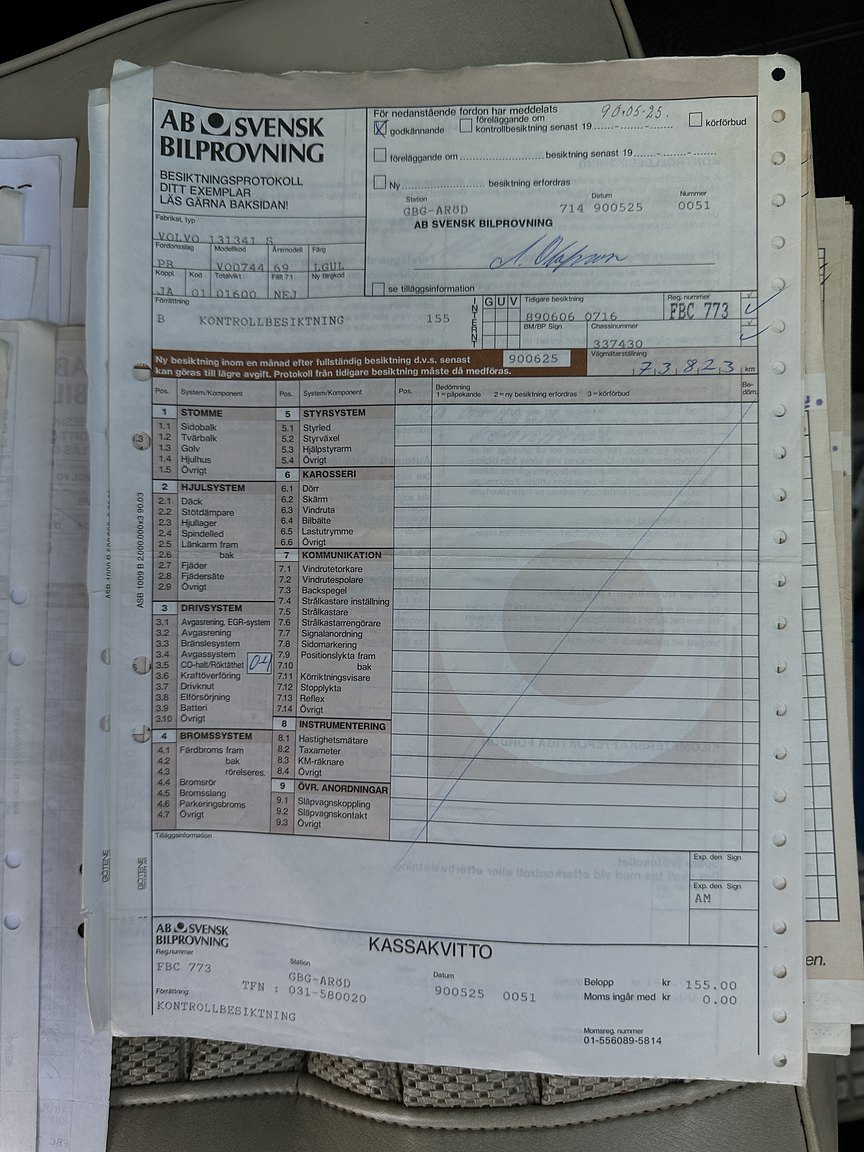 AB SVENSK
BILPROVNING
BESIKTNINGSPROTOKOLL
DITT EXEMPLAR
LÄS GÄRNA BAKSIDAN!
För nedanstående fordon har meddelats 90.05.25.
godkännande
föreläggande om
kontrollbesiktning senast 19
körförbud
föreläggande om besiktning senast 19
Ny besiktning erfordras
Station Datum Nummer
GBG-ARöD 714 900525 0051
AB SVENSK BILPROVNING
se tilläggsinformation
Fabrikat, typ
VOLVO 131341 S
Fordonsslag Modellkod Årsmodell Färg
PB V00744 69 LGUL
Koppl. Kod Totalvikt Fält 71 Ny färgkod
JA 01 01600 NEJ
Förrättning
B KONTROLLBESIKTNING 155
INTERNT
G U V
Tidigare besiktning
890606 0716
Reg. nummer
FBC 773
BM/BP Sign Chassinummer
337430
Vägmätarställning
73823 km
Ny besiktning inom en månad efter fullständig besiktning d.v.s. senast 900625
kan göras till lägre avgift. Protokoll från tidigare besiktning måste då medföras.
Pos. System/Komponent Pos. System/Komponent Pos. Bedömning
1 = påpekande 2 = ny besiktning erfordras 3 = körförbud
Be-
döm.
1 STOMME
1.1 Sidobalk
1.2 Tvärbalk
1.3 Golv
1.4 Hjulhus
1.5 Övrigt
2 HJULSYSTEM
2.1 Däck
2.2 Stötdämpare
2.3 Hjullager
2.4 Spindelled
2.5 Länkarm fram
2.6 bak
2.7 Fjäder
2.8 Fjädersäte
2.9 Övrigt
3 DRIVSYSTEM
3.1 Avgasrening, EGR-system
3.2 Avgasrening
3.3 Bränslesystem
3.4 Avgassystem
3.5 CO-halt/Röktäthet 04
3.6 Kraftöverföring
3.7 Drivknut
3.8 Elförsörjning
3.9 Batteri
3.10 Övrigt
4 BROMSSYSTEM
4.1 Färdbroms fram
4.2 bak
4.3 rörelseres.
4.4 Bromsrör
4.5 Bromsslang
4.6 Parkeringsbroms
4.7 Övrigt
5 STYRSYSTEM
5.1 Styrled
5.2 Styrväxel
5.3 Hjälpstyrarm
5.4 Övrigt
6 KAROSSERI
6.1 Dörr
6.2 Skärm
6.3 Vindruta
6.4 Bilbälte
6.5 Lastutrymme
6.6 Övrigt
7 KOMMUNIKATION
7.1 Vindrutetorkare
7.2 Vindrutespolare
7.3 Backspegel
7.4 Strålkastare inställning
7.5 Strålkastare
7.6 Strålkastarrengörare
7.7 Signalanordning
7.8 Sidomarkering
7.9 Positionslykta fram
7.10 bak
7.11 Körriktningsvisare
7.12 Stopplykta
7.13 Reflex
7.14 Övrigt
8 INSTRUMENTERING
8.1 Hastighetsmätare
8.2 Taxameter
8.3 KM-räknare
8.4 Övrigt
9 ÖVR. ANORDNINGAR
9.1 Släpvagnskoppling
9.2 Släpvagnskontakt
9.3 Övrigt
ASB 1009 B 2.000.000x3 90.03
Tilläggsinformation
Exp. den Sign
Exp. den Sign
AM
AB SVENSK
BILPROVNING
KASSAKVITTO
Reg.nummer
FBC 773
Station
GBG-ARöD
TFN : 031-580020
Datum
900525 0051
Belopp kr 155.00
Moms ingår med kr 0.00
Förrättning:
KONTROLLBESIKTNING
Momsreg. nummer
01-556089-5814
en.